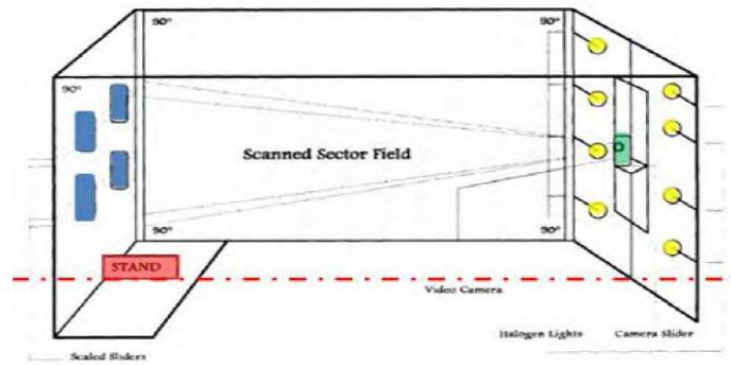 90°
90°
90°
Scanned Sector Field
90°
90°
STAND
Video Camera
Halogen Lights
Camera Slider
Scaled Sliders